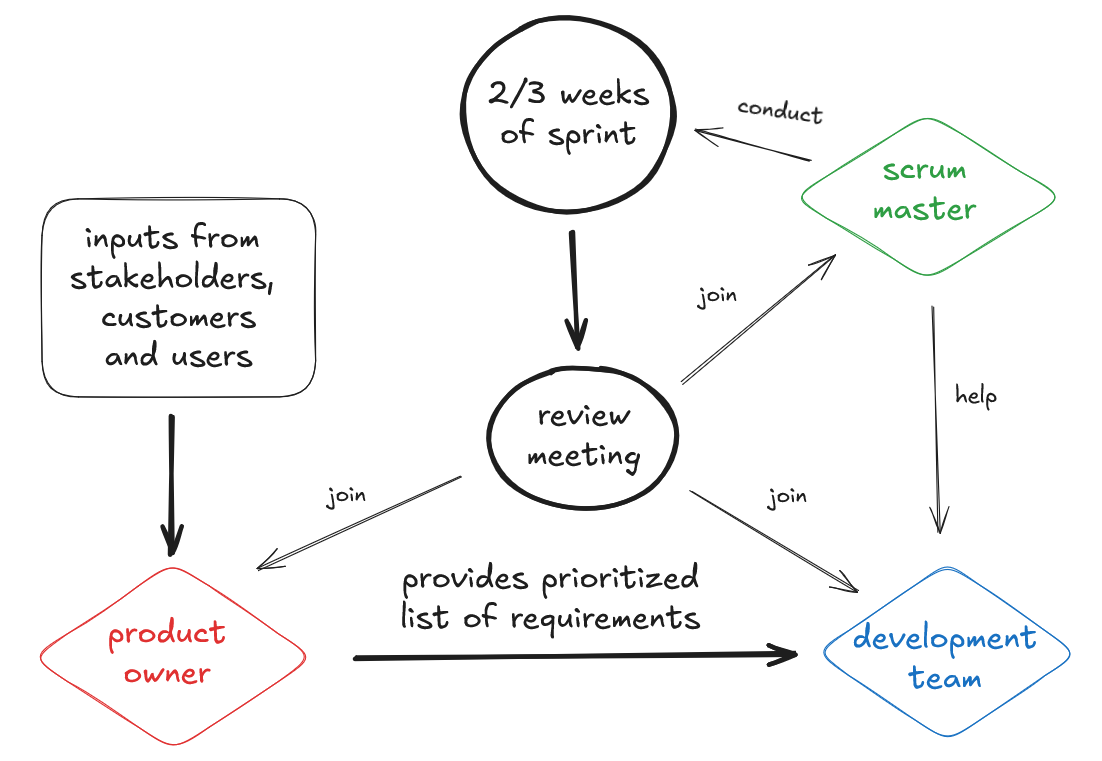 2/3 weeks
of sprint
conduct
scrum
master
inputs from
stakeholders,
customers
and users
join
help
review
meeting
join
join
provides prioritized
list of requirements
product
owner
development
team